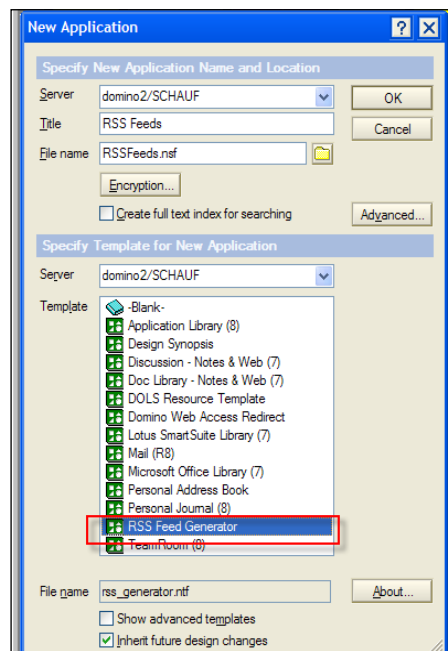 New Application
Specify New Application Name and Location
Server domino2/SCHAUF OK
Title RSS Feeds Cancel
File name RSSFeeds.nsf
Encryption...
Create full text index for searching Advanced...
Specify Template for New Application
Server domino2/SCHAUF
Template -Blank-
Application Library (8)
Design Synopsis
Discussion - Notes & Web (7)
Doc Library - Notes & Web (7)
DOLS Resource Template
Domino Web Access Redirect
Lotus SmartSuite Library (7)
Mail (R8)
Microsoft Office Library (7)
Personal Address Book
Personal Journal (8)
RSS Feed Generator
TeamRoom (8)
File name rss_generator.ntf About...
Show advanced templates
Inherit future design changes